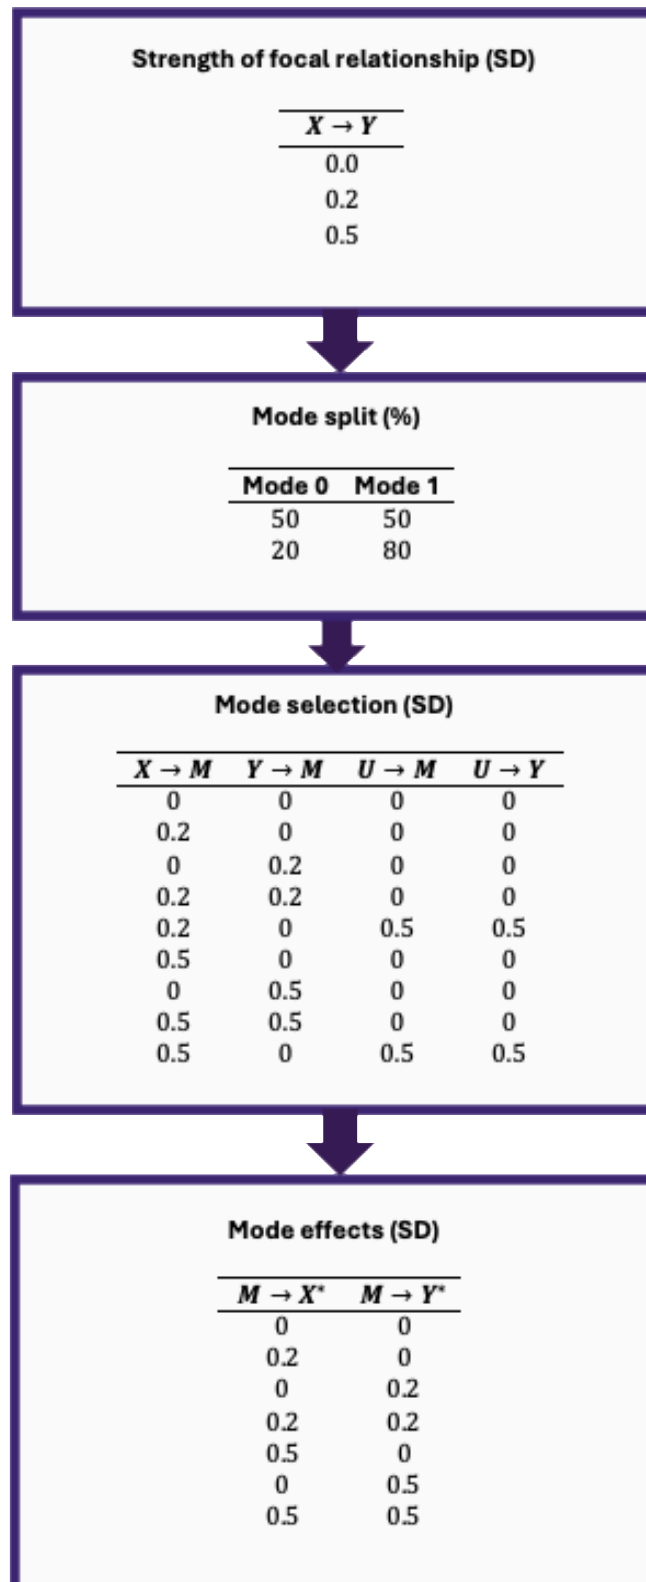 Strength of focal relationship (SD)
X → Y
0.0
0.2
0.5
Mode split (%)
Mode 0 Mode 1
50 50
20 80
Mode selection (SD)
X → M Y → M U → M U → Y
0 0 0 0
0.2 0 0 0
0 0.2 0 0
0.2 0.2 0 0
0.2 0 0.5 0.5
0.5 0 0 0
0 0.5 0 0
0.5 0.5 0 0
0.5 0 0.5 0.5
Mode effects (SD)
M → X* M → Y*
0 0
0.2 0
0 0.2
0.2 0.2
0.5 0
0 0.5
0.5 0.5